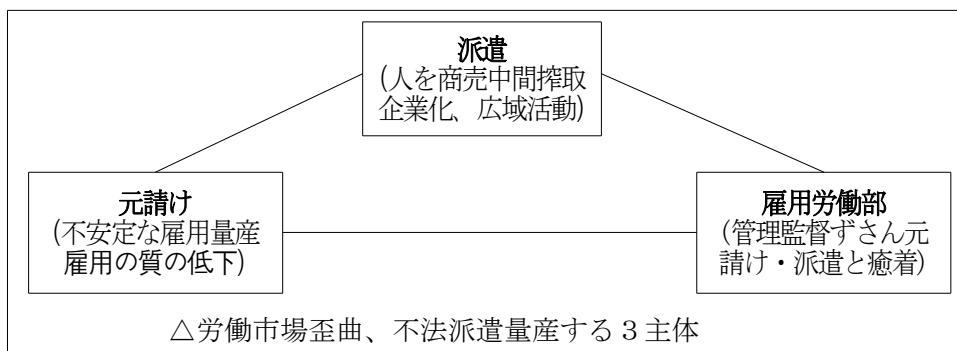 派遣
(人を商売中間搾取
企業化、広域活動)
元請け
(不安定な雇用量産
雇用の質の低下)
雇用労働部
(管理監督ずさん元
請け・派遣と癒着)
△労働市場歪曲、不法派遣量産する３主体